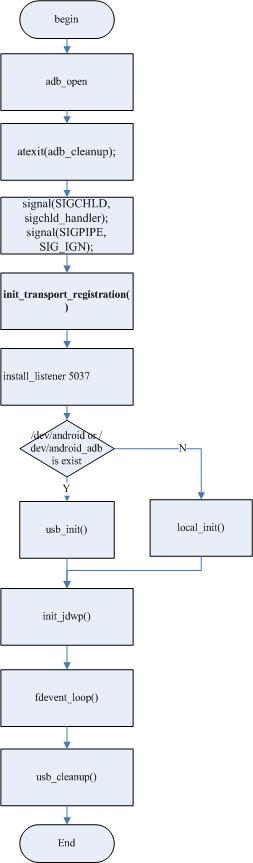 begin
adb_open
atexit(adb_cleanup);
signal(SIGCHLD,
sigchld_handler);
signal(SIGPIPE,
SIG_IGN);
init_transport_registration(
)
install_listener 5037
/dev/android or /
dev/android_adb
is exist
N
Y
usb_init()
local_init()
init_jdwp()
fdevent_loop()
usb_cleanup()
End